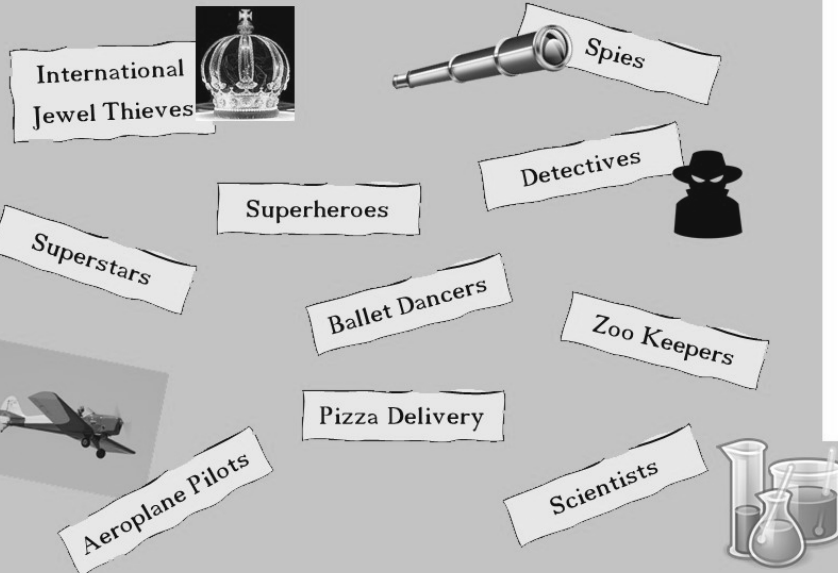 International
Jewel Thieves
Spies
Detectives
Superheroes
Superstars
Ballet Dancers
Zoo Keepers
Pizza Delivery
Aeroplane Pilots
Scientists